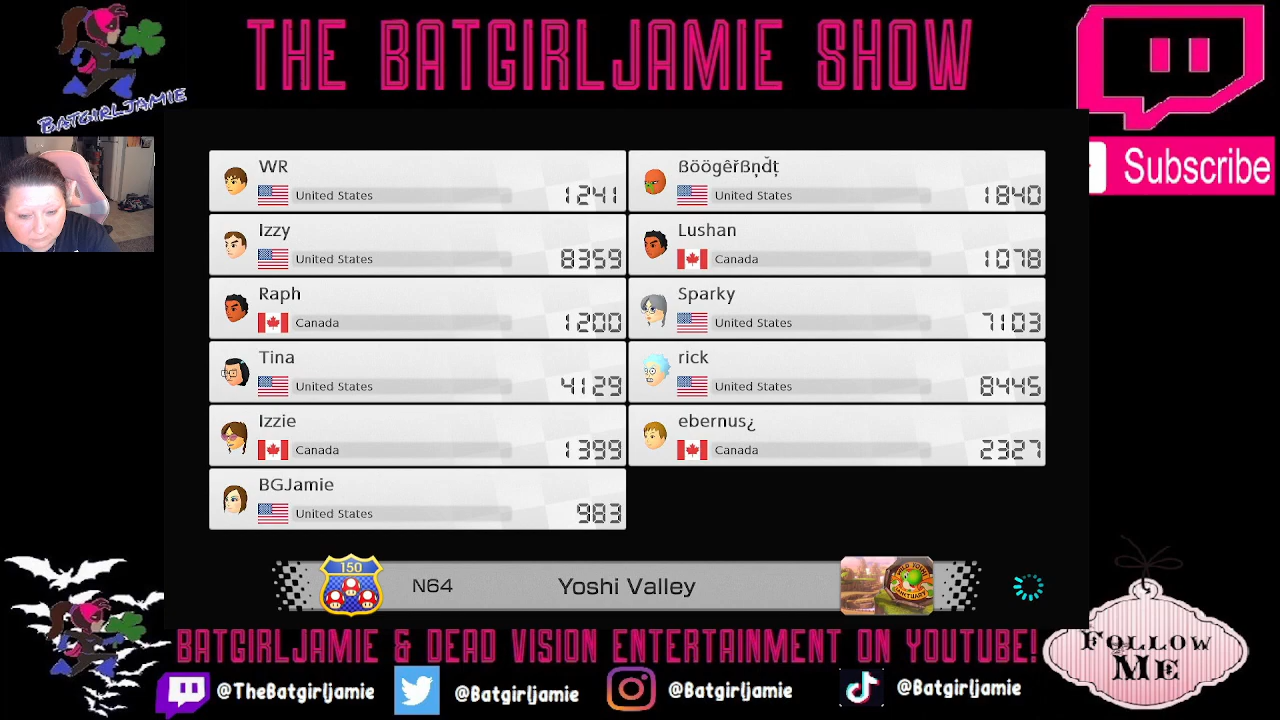 THE BATGIRLJAMIE SHOW
BATGIRLJAMIE
Subscribe
WR
United States
1241
ßöögêřßņdţ
United States
1840
Izzy
United States
8359
Lushan
Canada
1078
Raph
Canada
1200
Sparky
United States
7103
Tina
United States
4129
rick
United States
8445
Izzie
Canada
1399
ebernus¿
Canada
2327
BGJamie
United States
983
150
N64
Yoshi Valley
BATGIRLJAMIE & DEAD VISION ENTERTAINMENT ON YOUTUBE!
FOLLOW
ME
@TheBatgirljamie
@Batgirljamie
@Batgirljamie
@Batgirljamie